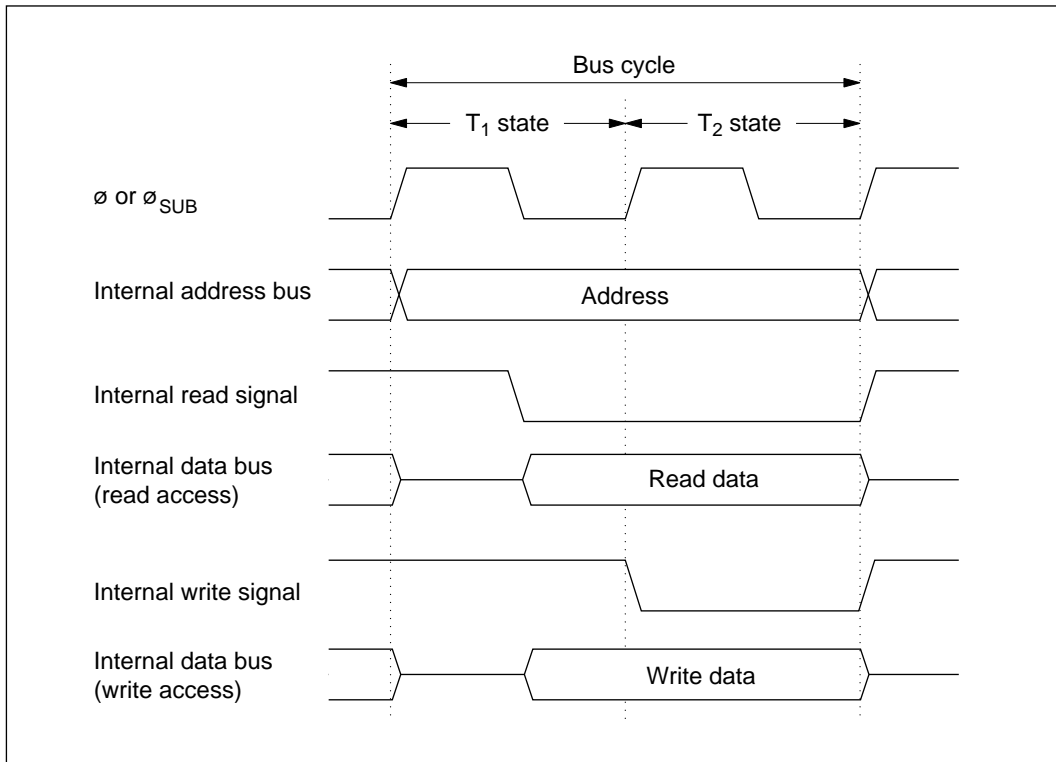 Bus cycle
T₁ state
T₂ state
ø or ø_SUB
Internal address bus
Address
Internal read signal
Internal data bus
(read access)
Read data
Internal write signal
Internal data bus
(write access)
Write data